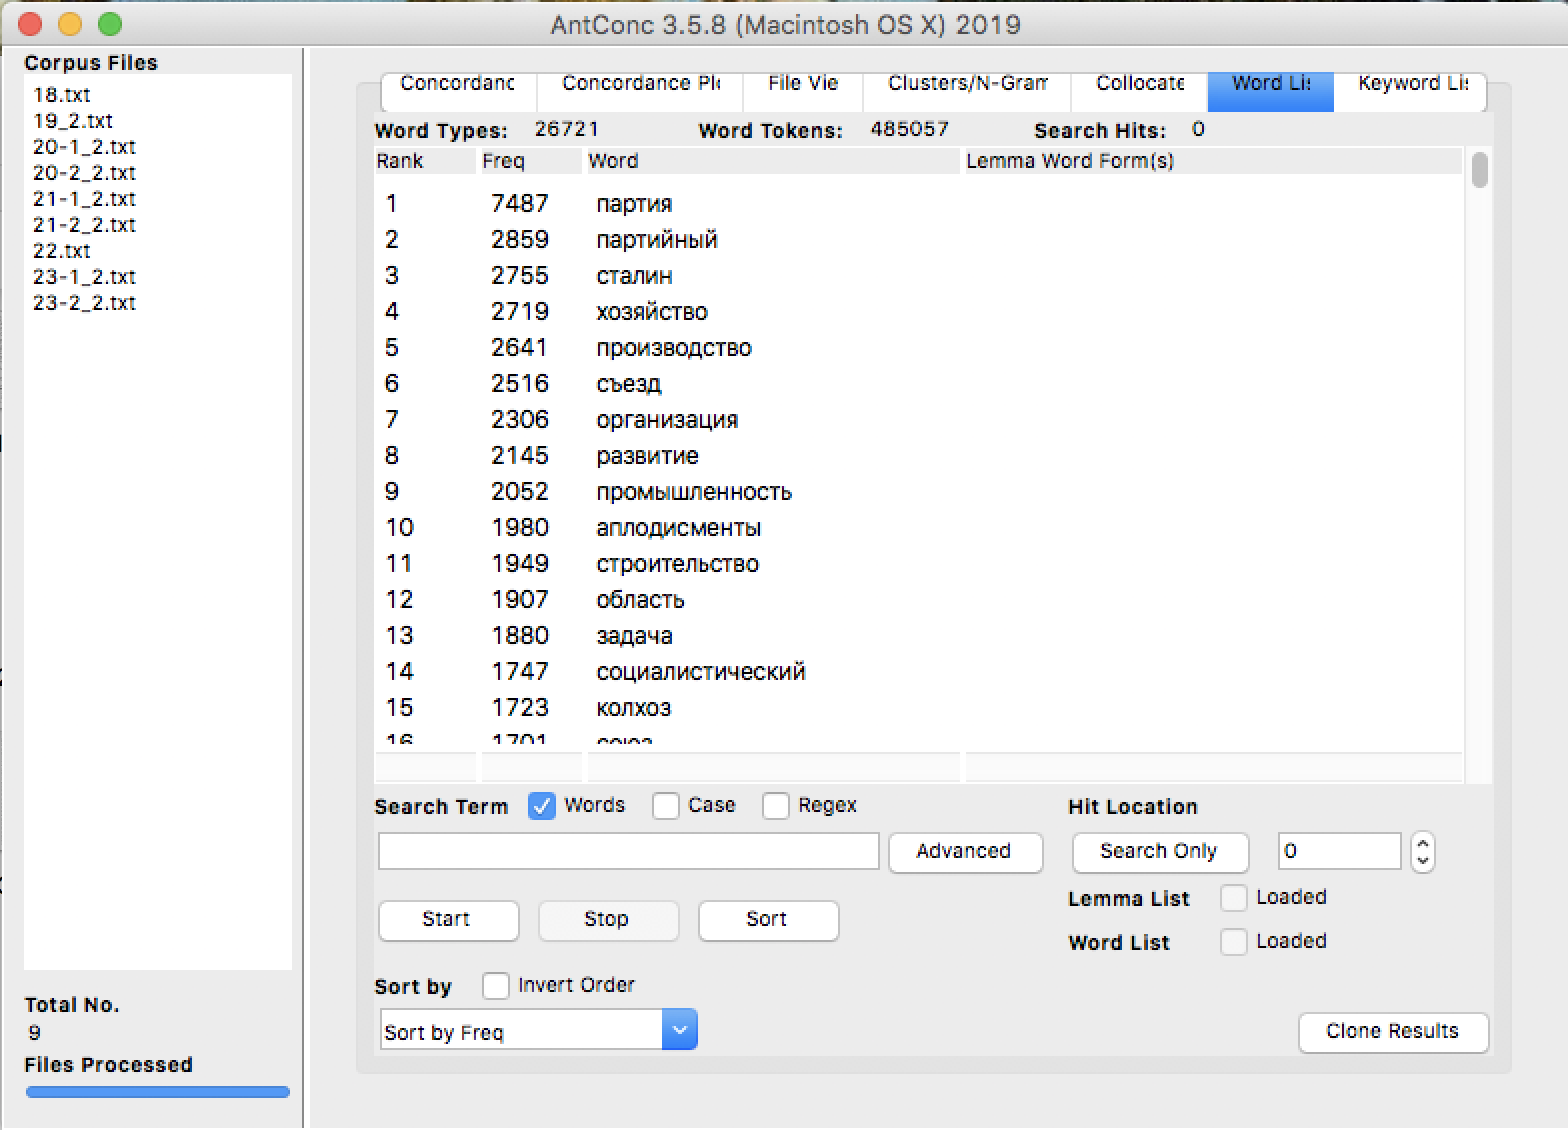 AntConc 3.5.8 (Macintosh OS X) 2019
Corpus Files
18.txt
19_2.txt
20-1_2.txt
20-2_2.txt
21-1_2.txt
21-2_2.txt
22.txt
23-1_2.txt
23-2_2.txt
Total No.
9
Files Processed
Concordanc Concordance Plo File Vie Clusters/N-Gram Collocate Word Lis Keyword Lis
Word Types: 26721 Word Tokens: 485057 Search Hits: 0
Rank Freq Word Lemma Word Form(s)
1 7487 партия
2 2859 партийный
3 2755 сталин
4 2719 хозяйство
5 2641 производство
6 2516 съезд
7 2306 организация
8 2145 развитие
9 2052 промышленность
10 1980 аплодисменты
11 1949 строительство
12 1907 область
13 1880 задача
14 1747 социалистический
15 1723 колхоз
16 1701 союз
Search Term Words Case Regex Hit Location
Advanced Search Only 0
Lemma List Loaded
Start Stop Sort
Word List Loaded
Sort by Invert Order
Sort by Freq
Clone Results